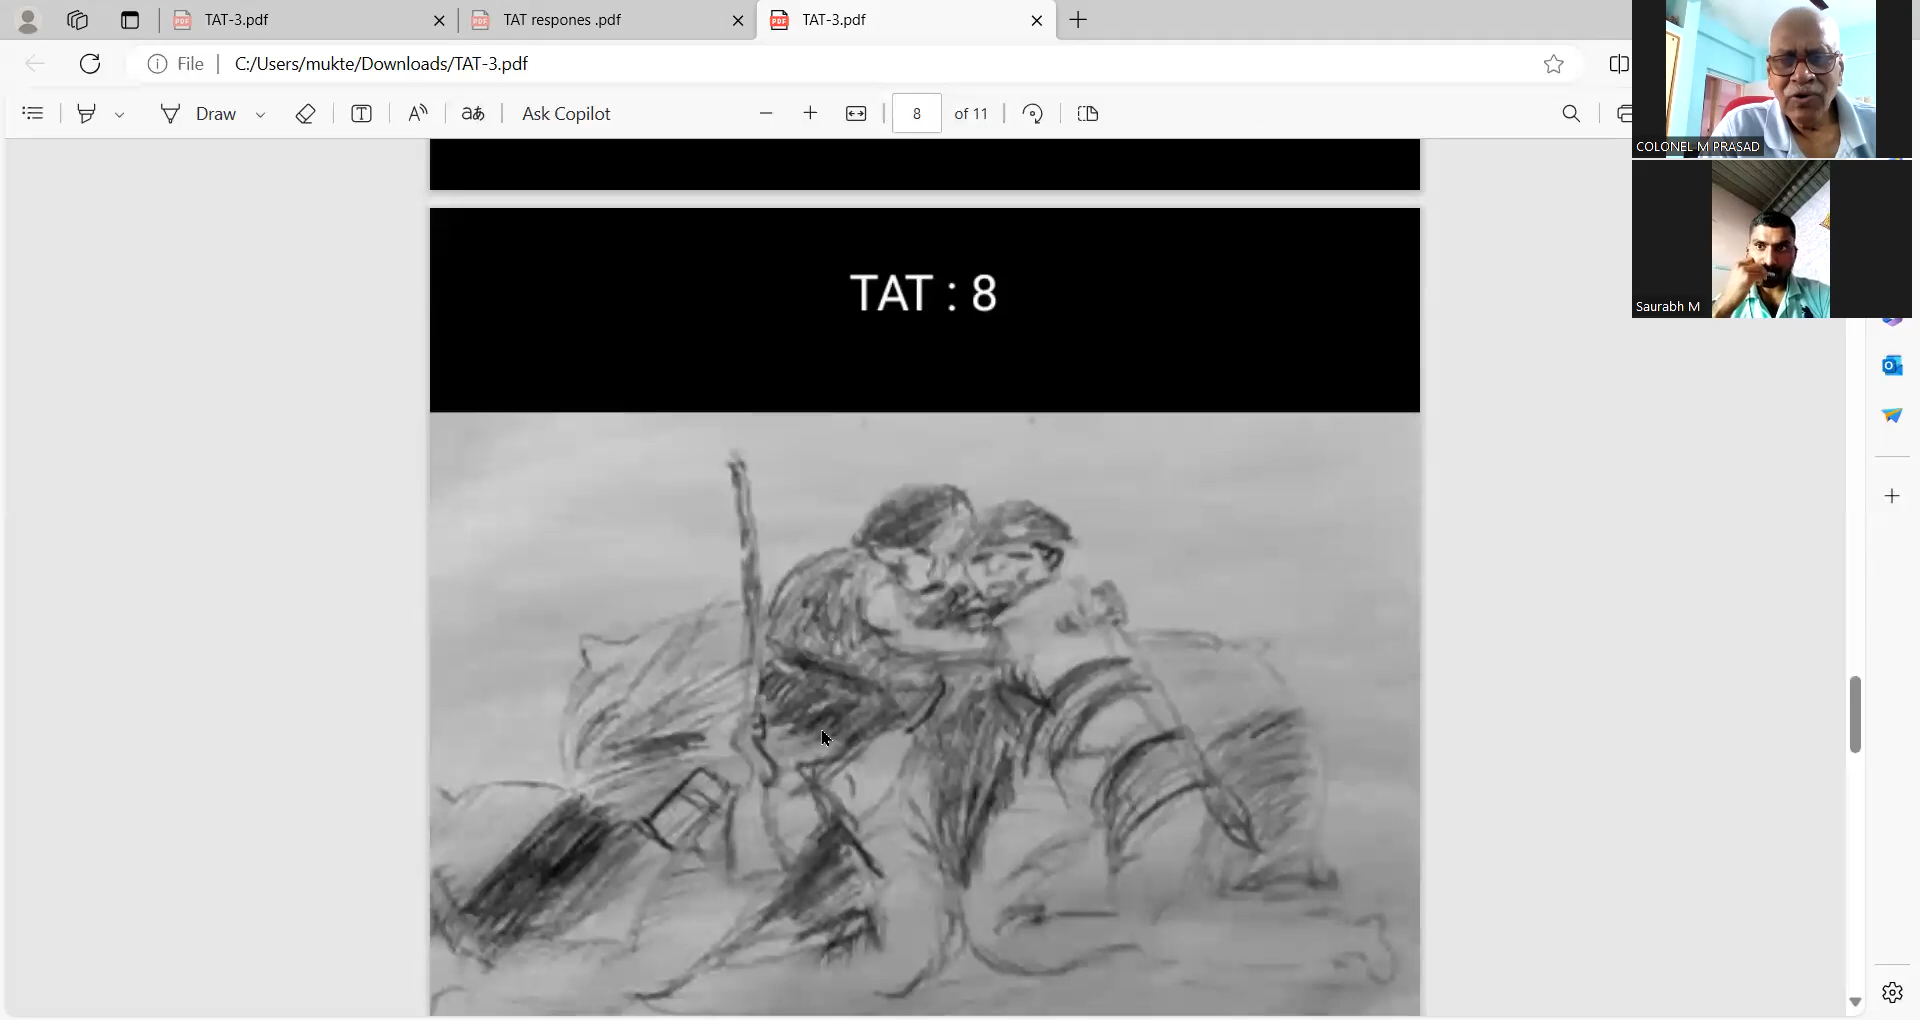 TAT-3.pdf
TAT respones .pdf
TAT-3.pdf
File
C:/Users/mukte/Downloads/TAT-3.pdf
Draw
Ask Copilot
8 of 11
COLONEL M PRASAD
Saurabh M
TAT : 8